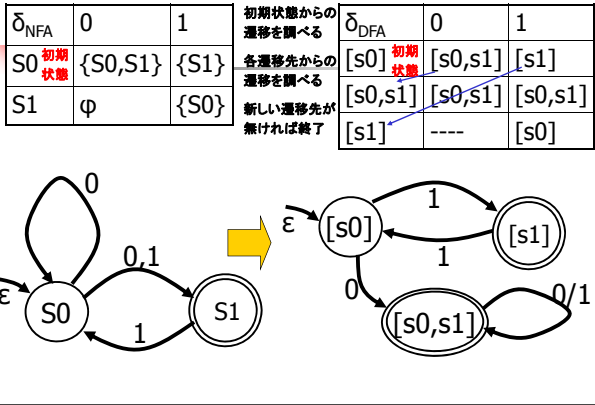 δNFA 0 1
S0 初期状態 {S0,S1} {S1}
S1 φ {S0}
初期状態からの
遷移を調べる
各遷移先からの
遷移を調べる
新しい遷移先が
無ければ終了
δDFA 0 1
[s0] 初期状態 [s0,s1] [s1]
[s0,s1] [s0,s1] [s0,s1]
[s1] ---- [s0]
0
0,1
ε
S0
S1
1
ε
[s0]
1
[s1]
1
0
[s0,s1]
0/1